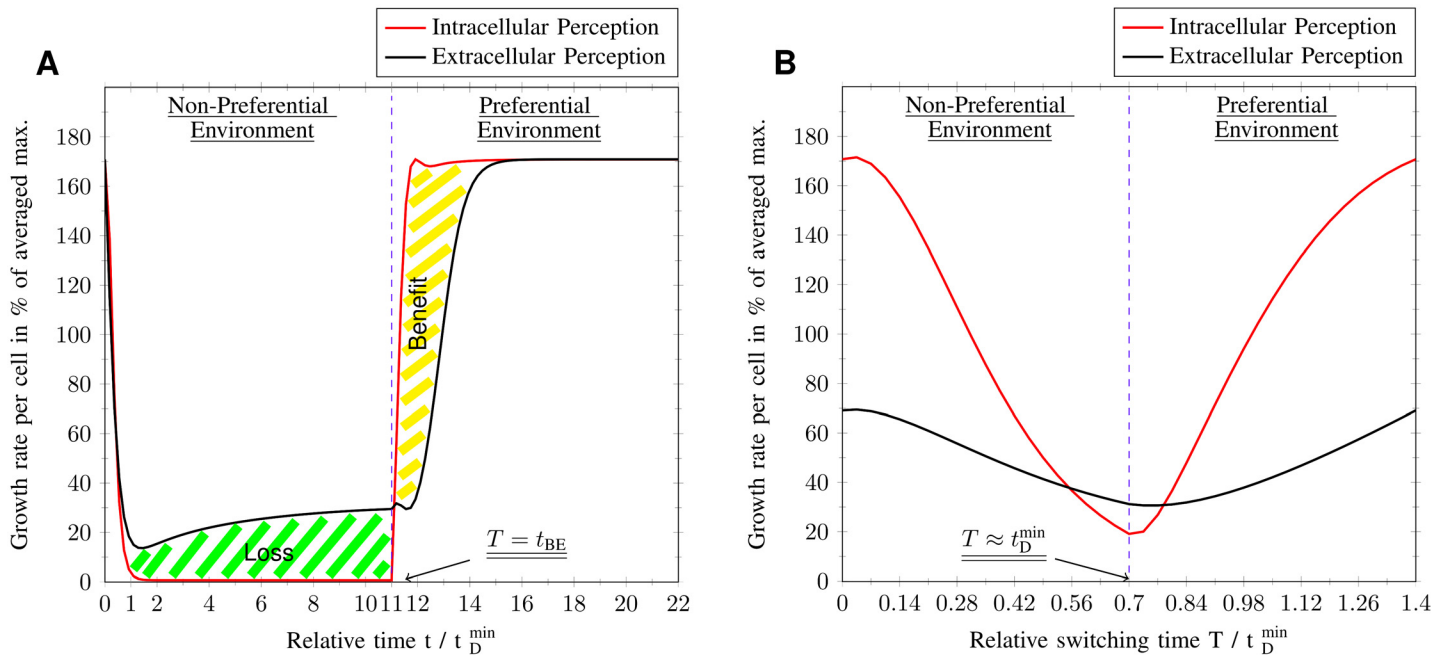 A
Intracellular Perception
Extracellular Perception
Growth rate per cell in % of averaged max.
180
160
140
120
100
80
60
40
20
0
Non-Preferential
Environment
Preferential
Environment
Benefit
Loss
T = t_BE
0 1 2 4 6 8 10 11 12 14 16 18 20 22
Relative time t / t_D^min
B
Intracellular Perception
Extracellular Perception
Growth rate per cell in % of averaged max.
180
160
140
120
100
80
60
40
20
0
Non-Preferential
Environment
Preferential
Environment
T ≈ t_D^min
0 0.14 0.28 0.42 0.56 0.7 0.84 0.98 1.12 1.26 1.4
Relative switching time T / t_D^min